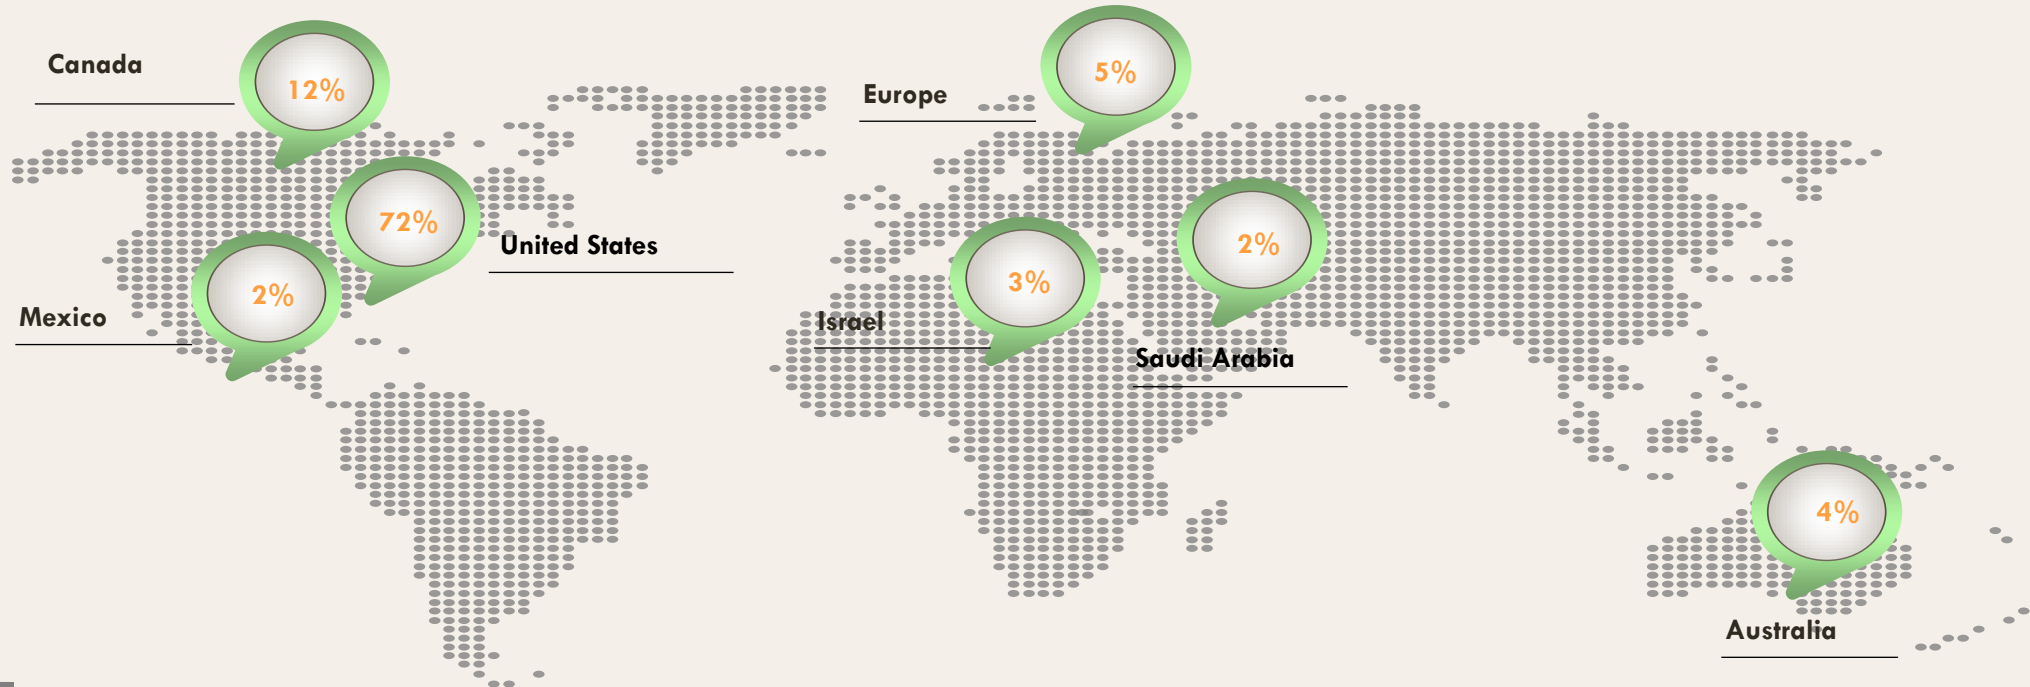 Canada
12%
Europe
5%
72%
United States
Mexico
2%
Israel
3%
2%
Saudi Arabia
4%
Australia